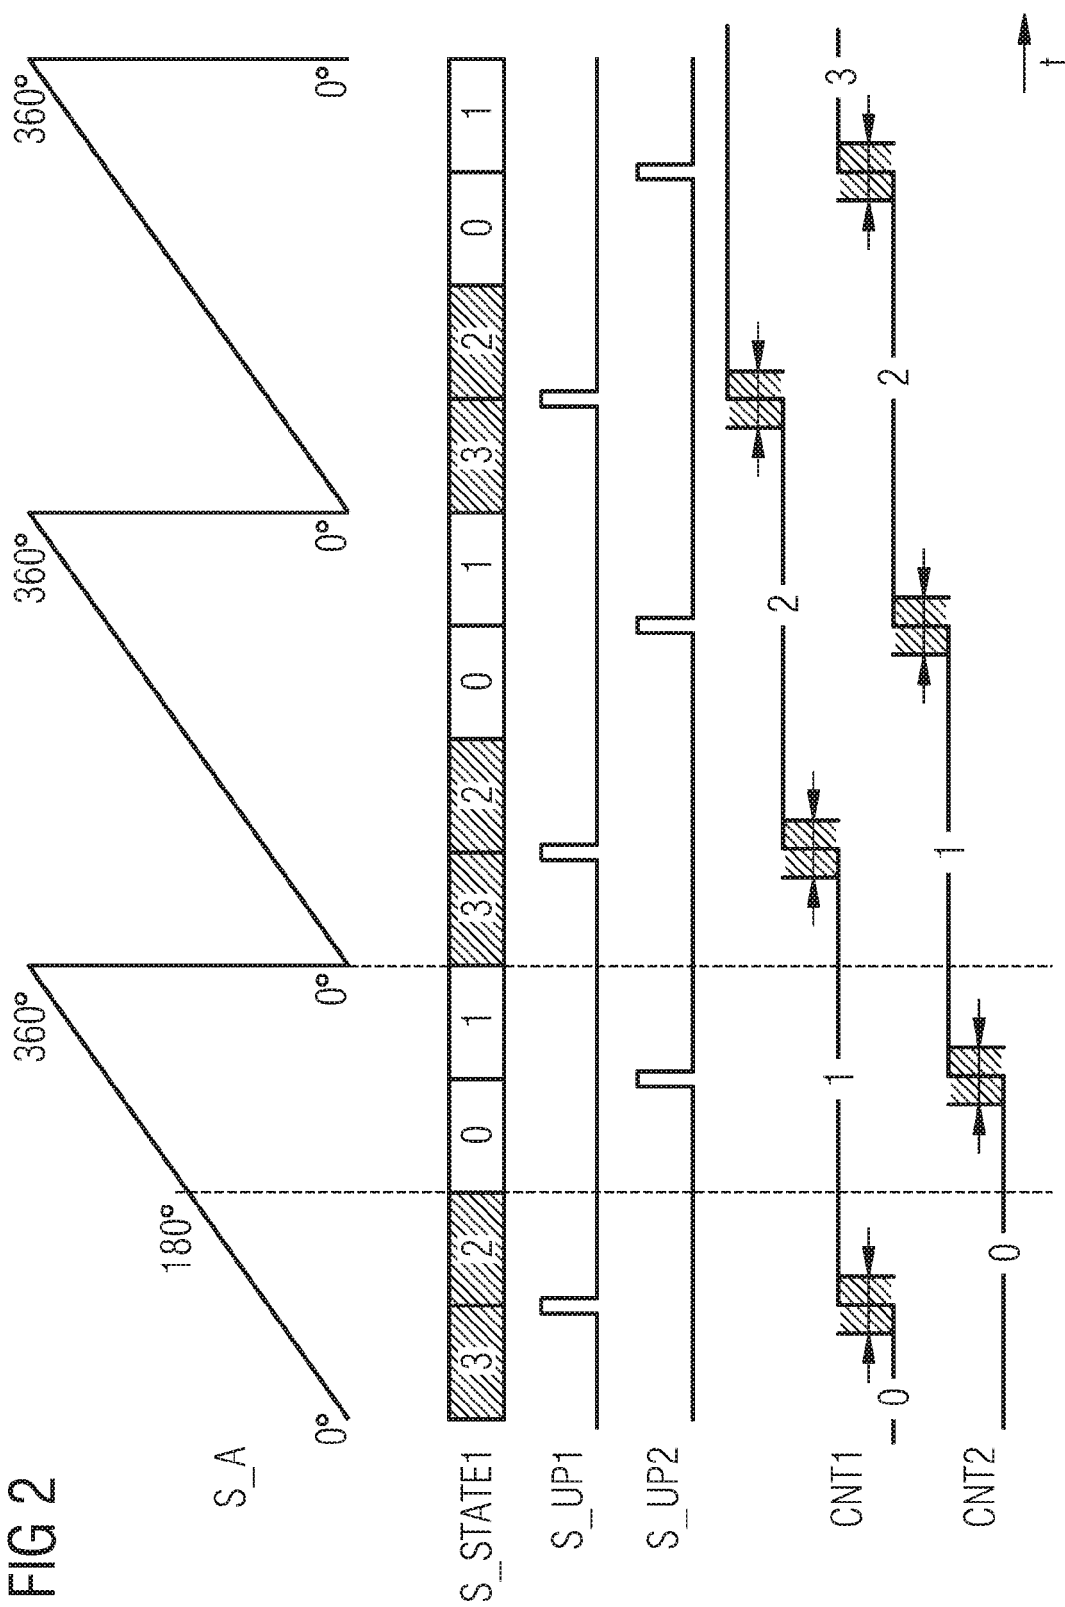 FIG 2
360° 360° 360°
180°
S_A
0° 0° 0° 0°
S_STATE1 3 2 0 1 3 2 0 1 3 2 0 1
S_UP1
S_UP2
2
CNT1 0 1
3
2
1
CNT2 0
t